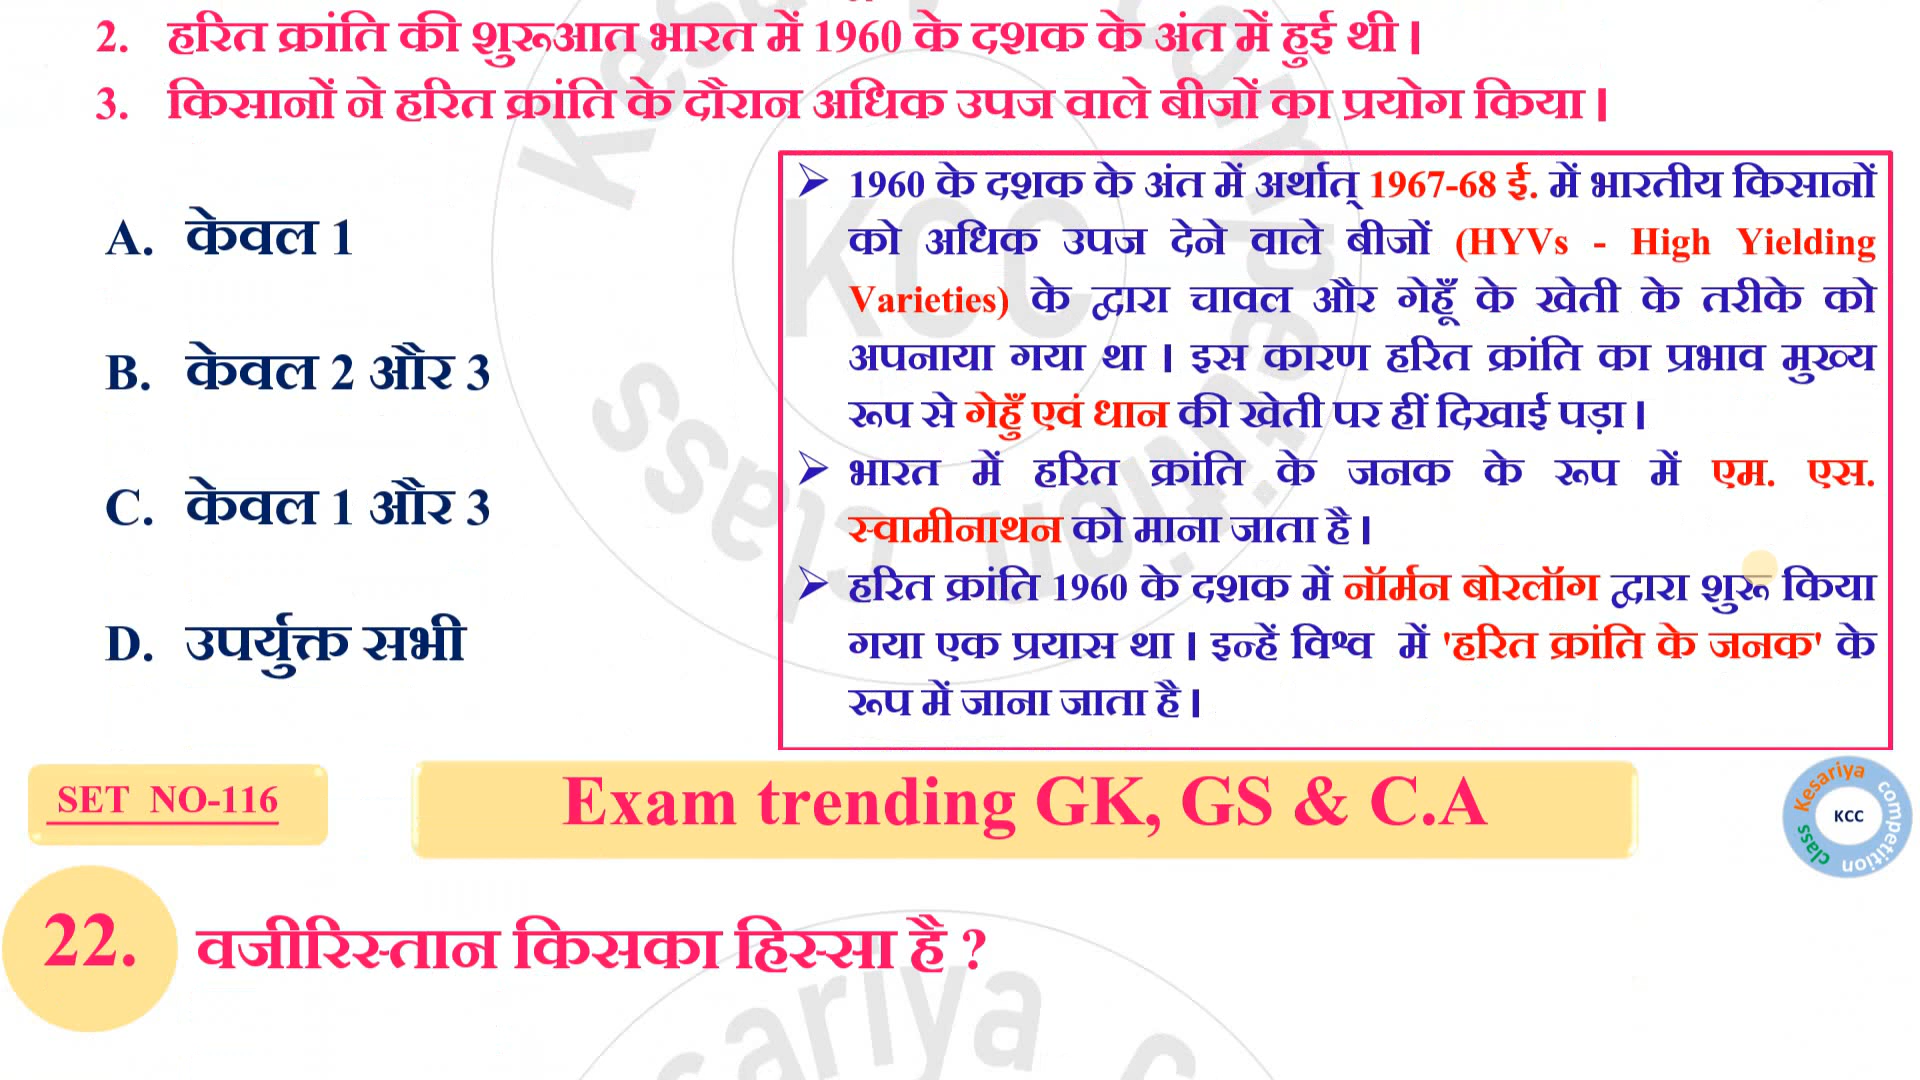 2. हरित क्रांति की शुरूआत भारत में 1960 के दशक के अंत में हुई थी।
3. किसानों ने हरित क्रांति के दौरान अधिक उपज वाले बीजों का प्रयोग किया।
A. केवल 1
B. केवल 2 और 3
C. केवल 1 और 3
D. उपर्युक्त सभी
➢ 1960 के दशक के अंत में अर्थात् 1967-68 ई. में भारतीय किसानों
को अधिक उपज देने वाले बीजों (HYVs - High Yielding
Varieties) के द्वारा चावल और गेहूँ के खेती के तरीके को
अपनाया गया था। इस कारण हरित क्रांति का प्रभाव मुख्य
रूप से गेहुँ एवं धान की खेती पर हीं दिखाई पड़ा।
➢ भारत में हरित क्रांति के जनक के रूप में एम. एस.
स्वामीनाथन को माना जाता है।
➢ हरित क्रांति 1960 के दशक में नॉर्मन बोरलॉग द्वारा शुरू किया
गया एक प्रयास था। इन्हें विश्व में 'हरित क्रांति के जनक' के
रूप में जाना जाता है।
SET NO-116
Exam trending GK, GS & C.A
Kesariya competition class
KCC
22. वजीरिस्तान किसका हिस्सा है ?